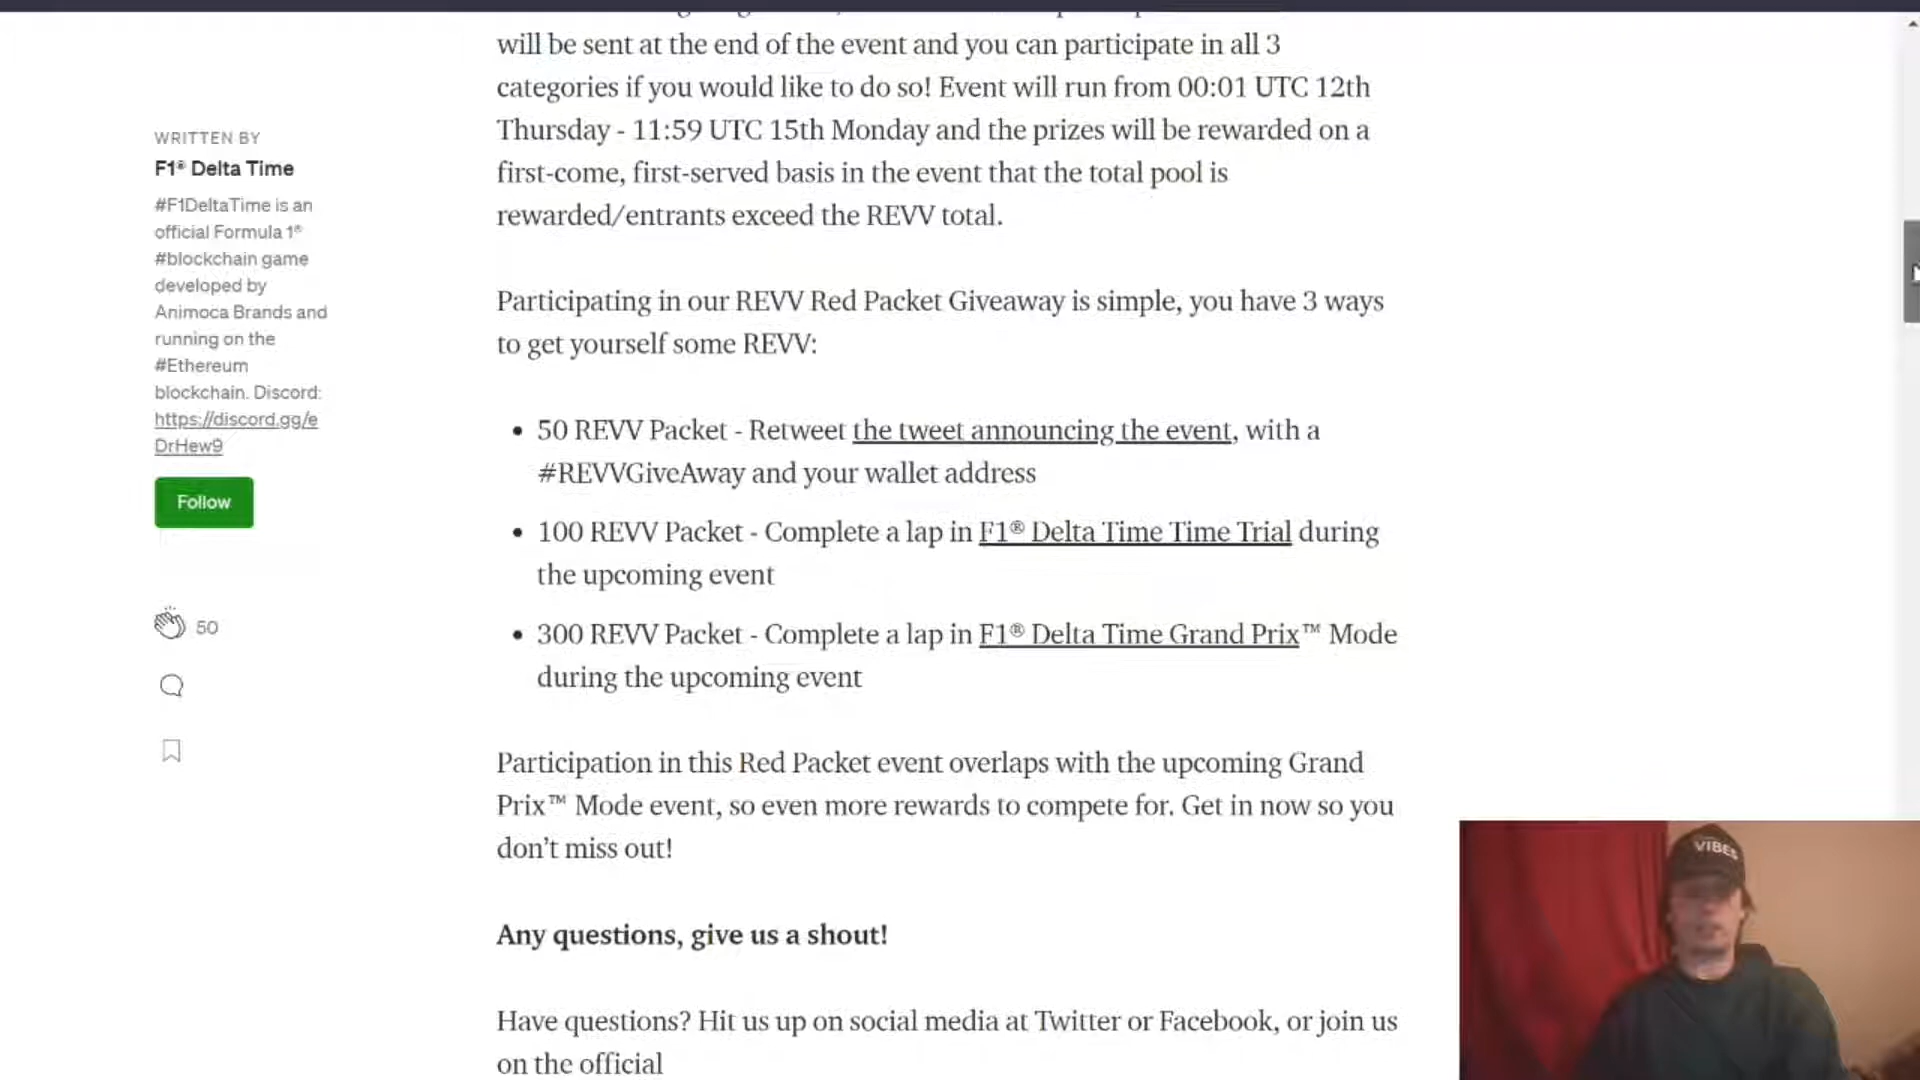 will be sent at the end of the event and you can participate in all 3
categories if you would like to do so! Event will run from 00:01 UTC 12th
Thursday - 11:59 UTC 15th Monday and the prizes will be rewarded on a
first-come, first-served basis in the event that the total pool is
rewarded/entrants exceed the REVV total.
WRITTEN BY
F1® Delta Time
#F1DeltaTime is an
official Formula 1®
#blockchain game
developed by
Animoca Brands and
running on the
#Ethereum
blockchain. Discord:
https://discord.gg/e
DrHew9
Follow
50
Participating in our REVV Red Packet Giveaway is simple, you have 3 ways
to get yourself some REVV:
• 50 REVV Packet - Retweet the tweet announcing the event, with a
#REVVGiveAway and your wallet address
• 100 REVV Packet - Complete a lap in F1® Delta Time Time Trial during
the upcoming event
• 300 REVV Packet - Complete a lap in F1® Delta Time Grand Prix™ Mode
during the upcoming event
Participation in this Red Packet event overlaps with the upcoming Grand
Prix™ Mode event, so even more rewards to compete for. Get in now so you
don’t miss out!
Any questions, give us a shout!
Have questions? Hit us up on social media at Twitter or Facebook, or join us
on the official
VIBES